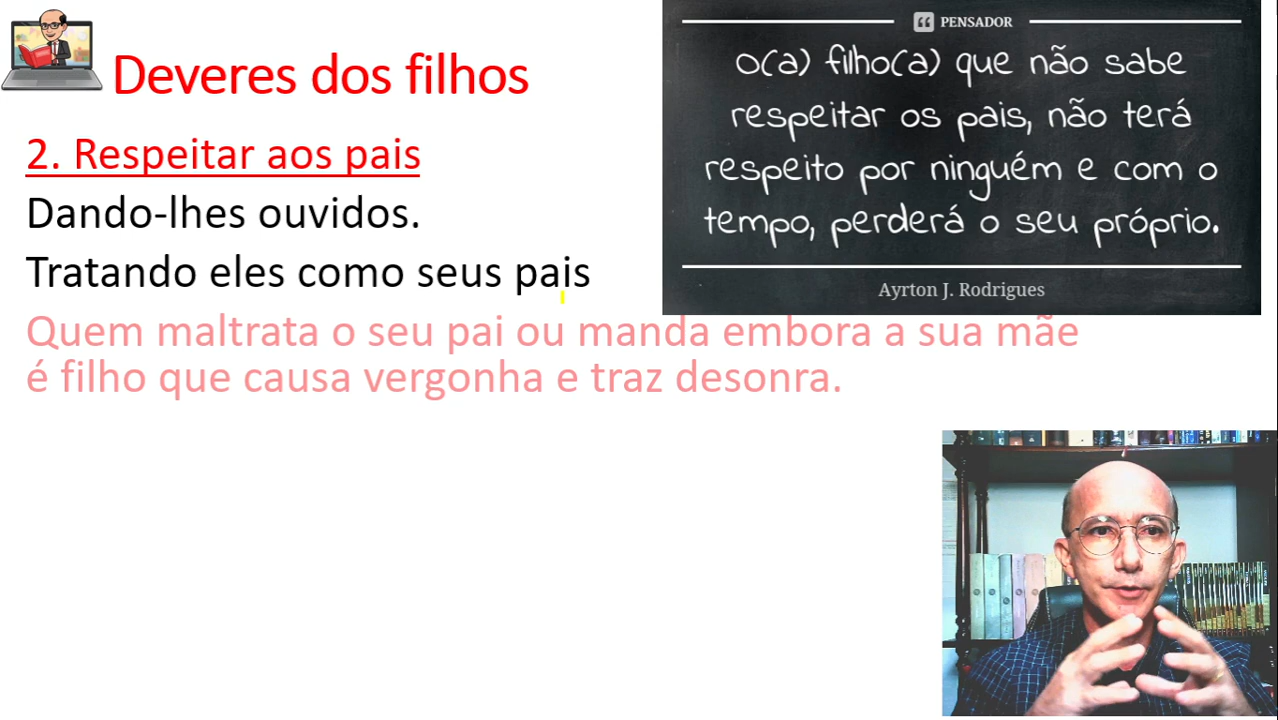 Deveres dos filhos
2. Respeitar aos pais
Dando-lhes ouvidos.
Tratando eles como seus pais
Quem maltrata o seu pai ou manda embora a sua mãe
é filho que causa vergonha e traz desonra.
PENSADOR
O(a) filho(a) que não sabe
respeitar os pais, não terá
respeito por ninguém e com o
tempo, perderá o seu próprio.
Ayrton J. Rodrigues